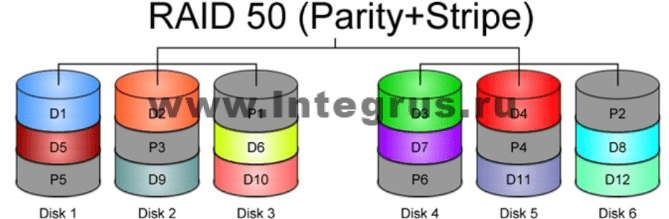 RAID 50 (Parity+Stripe)
www.integrus.ru
D1 D2 P1 D3 D4 P2
D5 P3 D6 D7 P4 D8
P5 D9 D10 P6 D11 D12
Disk 1 Disk 2 Disk 3 Disk 4 Disk 5 Disk 6